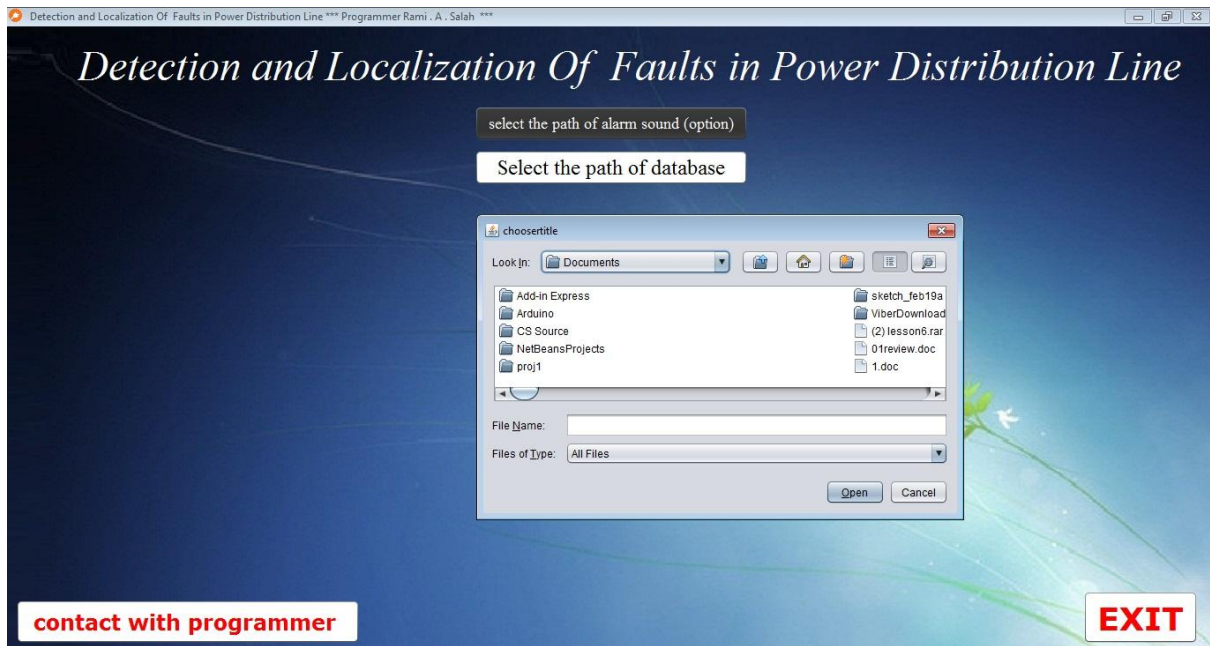 Detection and Localization Of  Faults in Power Distribution Line *** Programmer Rami . A . Salah  ***
Detection and Localization Of  Faults in Power Distribution Line
select the path of alarm sound (option)
Select the path of database
choosertitle
Look In: Documents
Add-in Express
Arduino
CS Source
NetBeansProjects
proj1
sketch_feb19a
ViberDownload
(2) lesson6.rar
01review.doc
1.doc
File Name:
Files of Type: All Files
Open Cancel
contact with programmer
EXIT